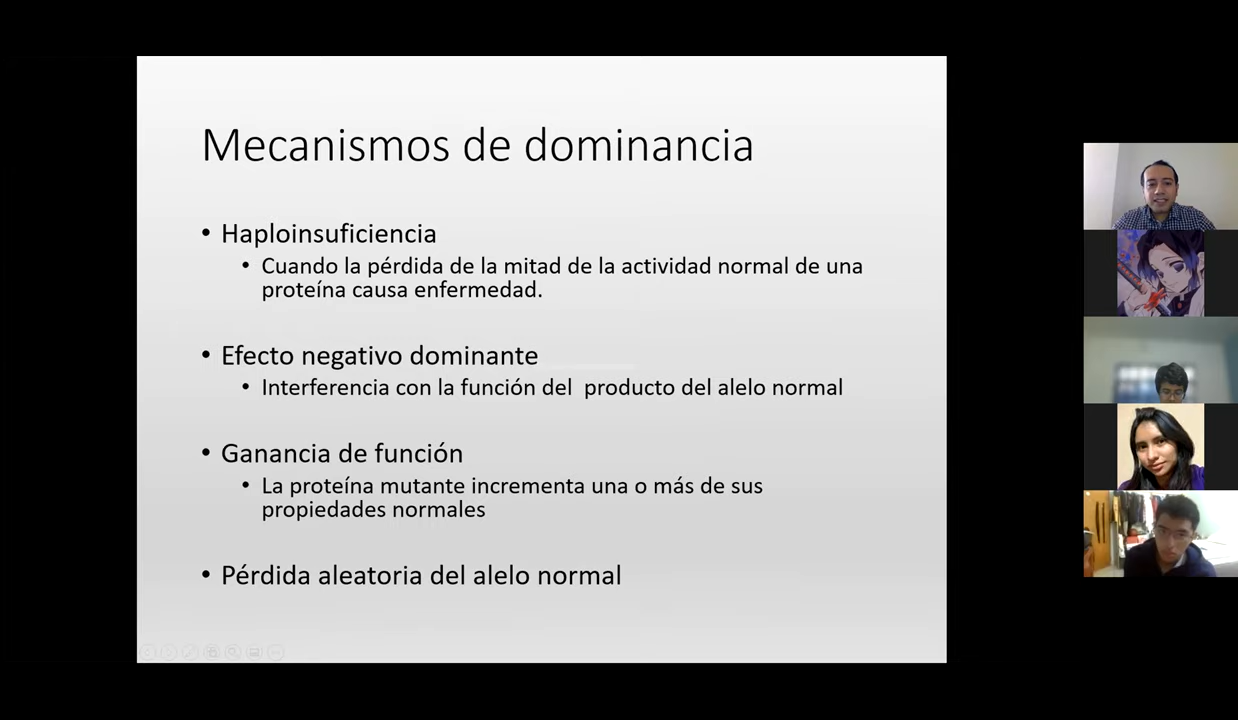 Mecanismos de dominancia
• Haploinsuficiencia
• Cuando la pérdida de la mitad de la actividad normal de una
proteína causa enfermedad.
• Efecto negativo dominante
• Interferencia con la función del  producto del alelo normal
• Ganancia de función
• La proteína mutante incrementa una o más de sus
propiedades normales
• Pérdida aleatoria del alelo normal